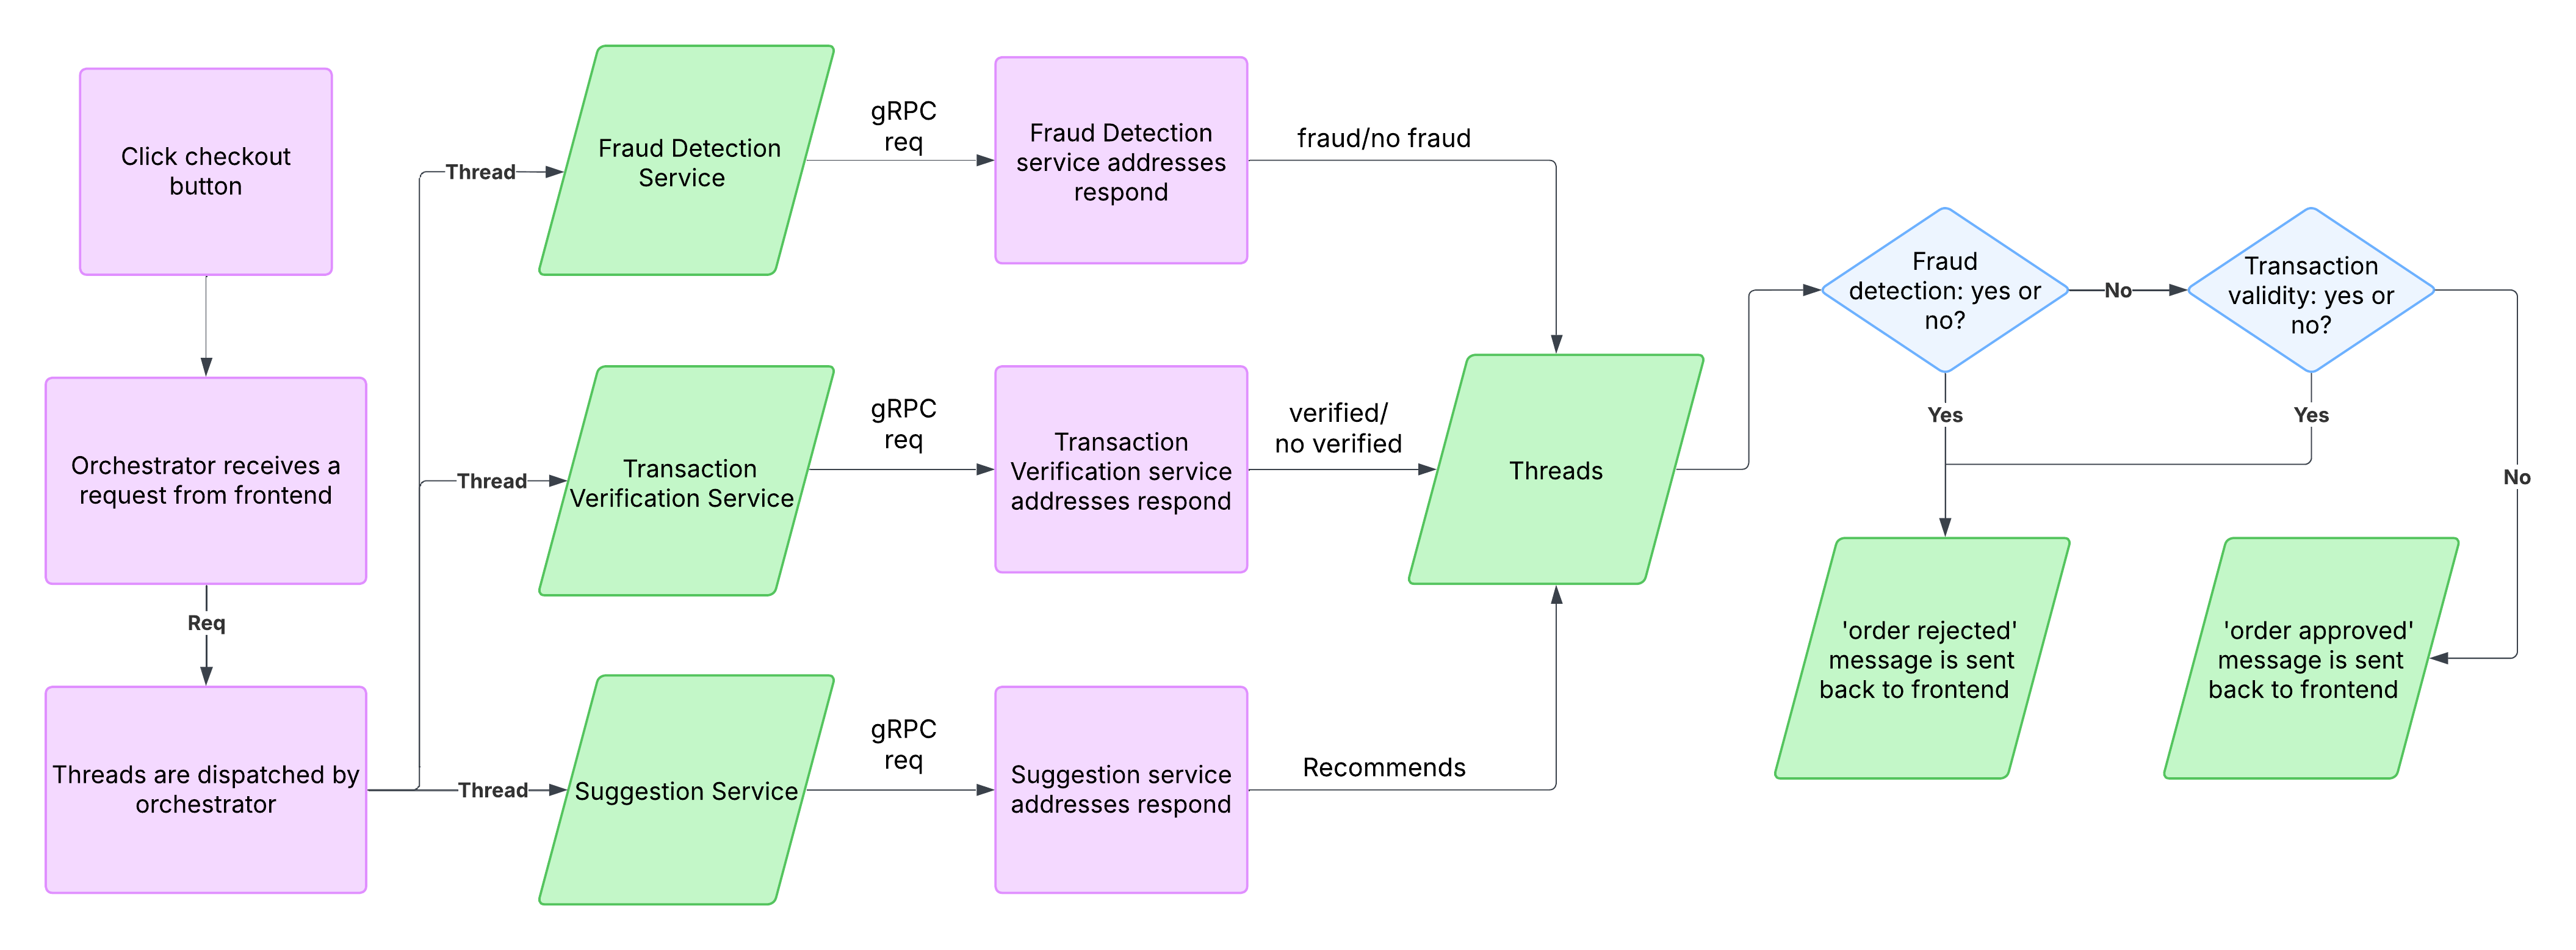 Click checkout
button
Orchestrator receives a
request from frontend
Req
Threads are dispatched by
orchestrator
Thread
Fraud Detection
Service
gRPC
req
Fraud Detection
service addresses
respond
fraud/no fraud
Thread
Transaction
Verification Service
gRPC
req
Transaction
Verification service
addresses respond
verified/
no verified
Thread
Suggestion Service
gRPC
req
Suggestion service
addresses respond
Recommends
Threads
Fraud
detection: yes or
no?
No
Transaction
validity: yes or
no?
Yes
Yes
No
'order rejected'
message is sent
back to frontend
'order approved'
message is sent
back to frontend